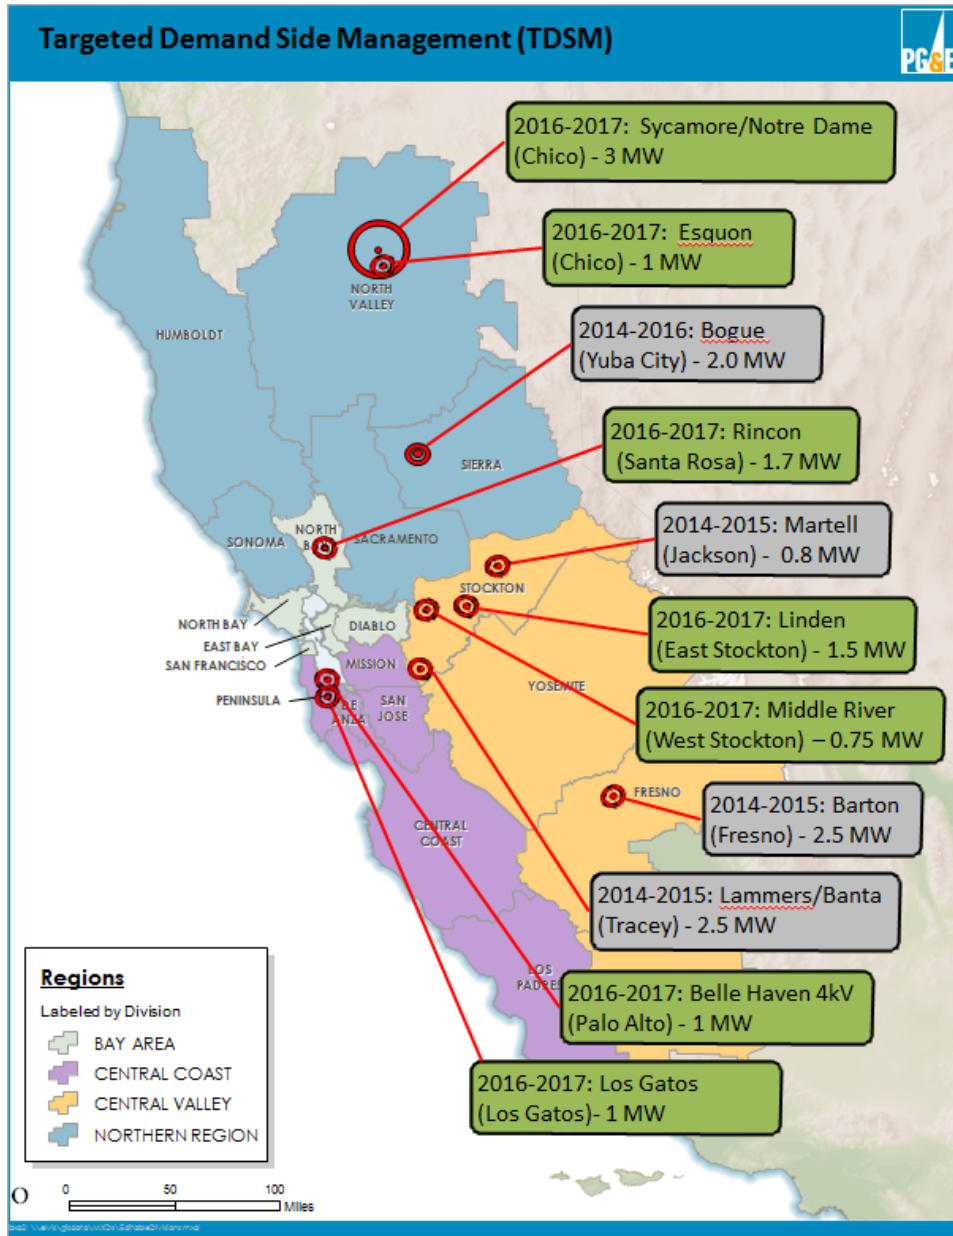 Targeted Demand Side Management (TDSM)
PG&E
2016-2017: Sycamore/Notre Dame
(Chico) - 3 MW
2016-2017: Esquon
(Chico) - 1 MW
NORTH
VALLEY
HUMBOLDT
2014-2016: Bogue
(Yuba City) - 2.0 MW
2016-2017: Rincon
(Santa Rosa) - 1.7 MW
SIERRA
NORTH
BAY
SONOMA
SACRAMENTO
2014-2015: Martell
(Jackson) - 0.8 MW
STOCKTON
NORTH BAY
DIABLO
EAST BAY
SAN FRANCISCO
MISSION
2016-2017: Linden
(East Stockton) - 1.5 MW
YOSEMITE
PENINSULA
DE
ANZA
SAN
JOSE
2016-2017: Middle River
(West Stockton) – 0.75 MW
FRESNO
2014-2015: Barton
(Fresno) - 2.5 MW
CENTRAL
COAST
2014-2015: Lammers/Banta
(Tracey) - 2.5 MW
LOS
PADRES
2016-2017: Belle Haven 4kV
(Palo Alto) - 1 MW
2016-2017: Los Gatos
(Los Gatos)- 1 MW
Regions
Labeled by Division
BAY AREA
CENTRAL COAST
CENTRAL VALLEY
NORTHERN REGION
O
0 50 100
Miles